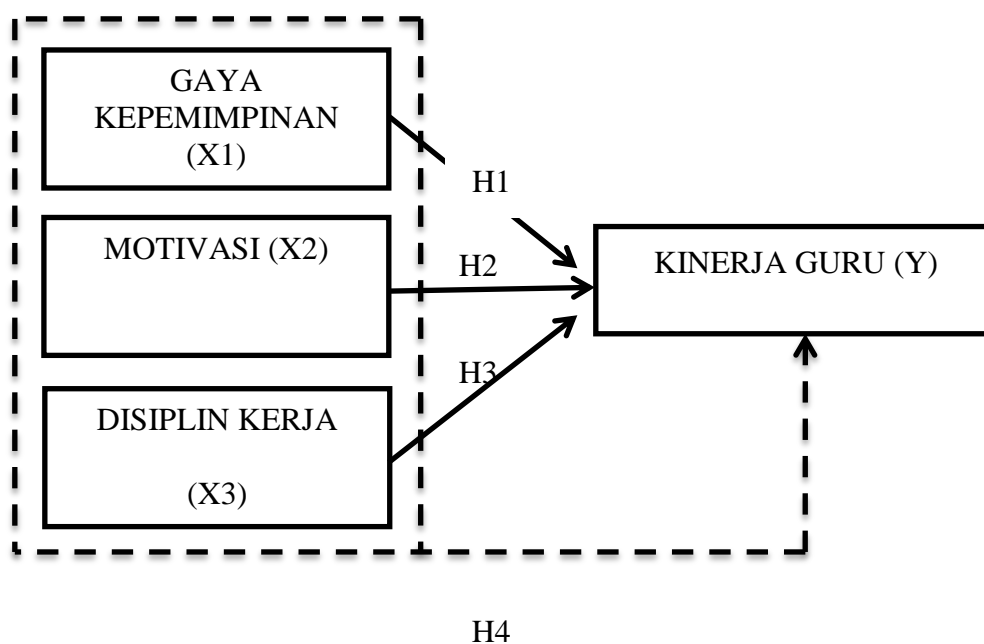 GAYA
KEPEMIMPINAN
(X1)
H1
MOTIVASI (X2)
H2
KINERJA GURU (Y)
H3
DISIPLIN KERJA
(X3)
H4